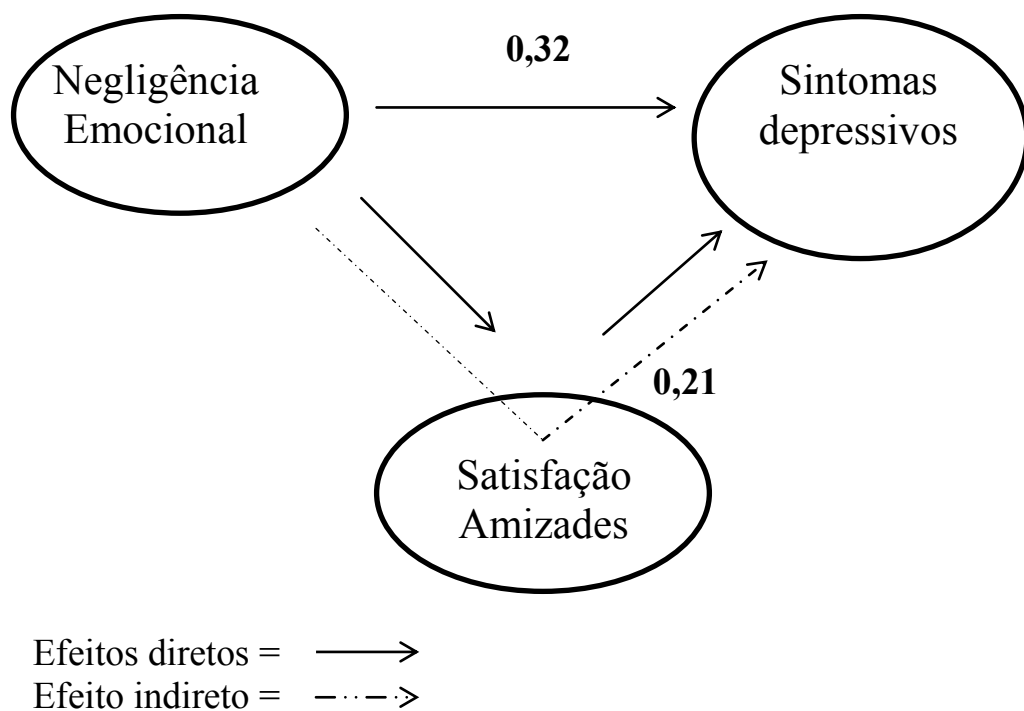 0,32
Negligência
Emocional
Sintomas
depressivos
0,21
Satisfação
Amizades
Efeitos diretos =
Efeito indireto =